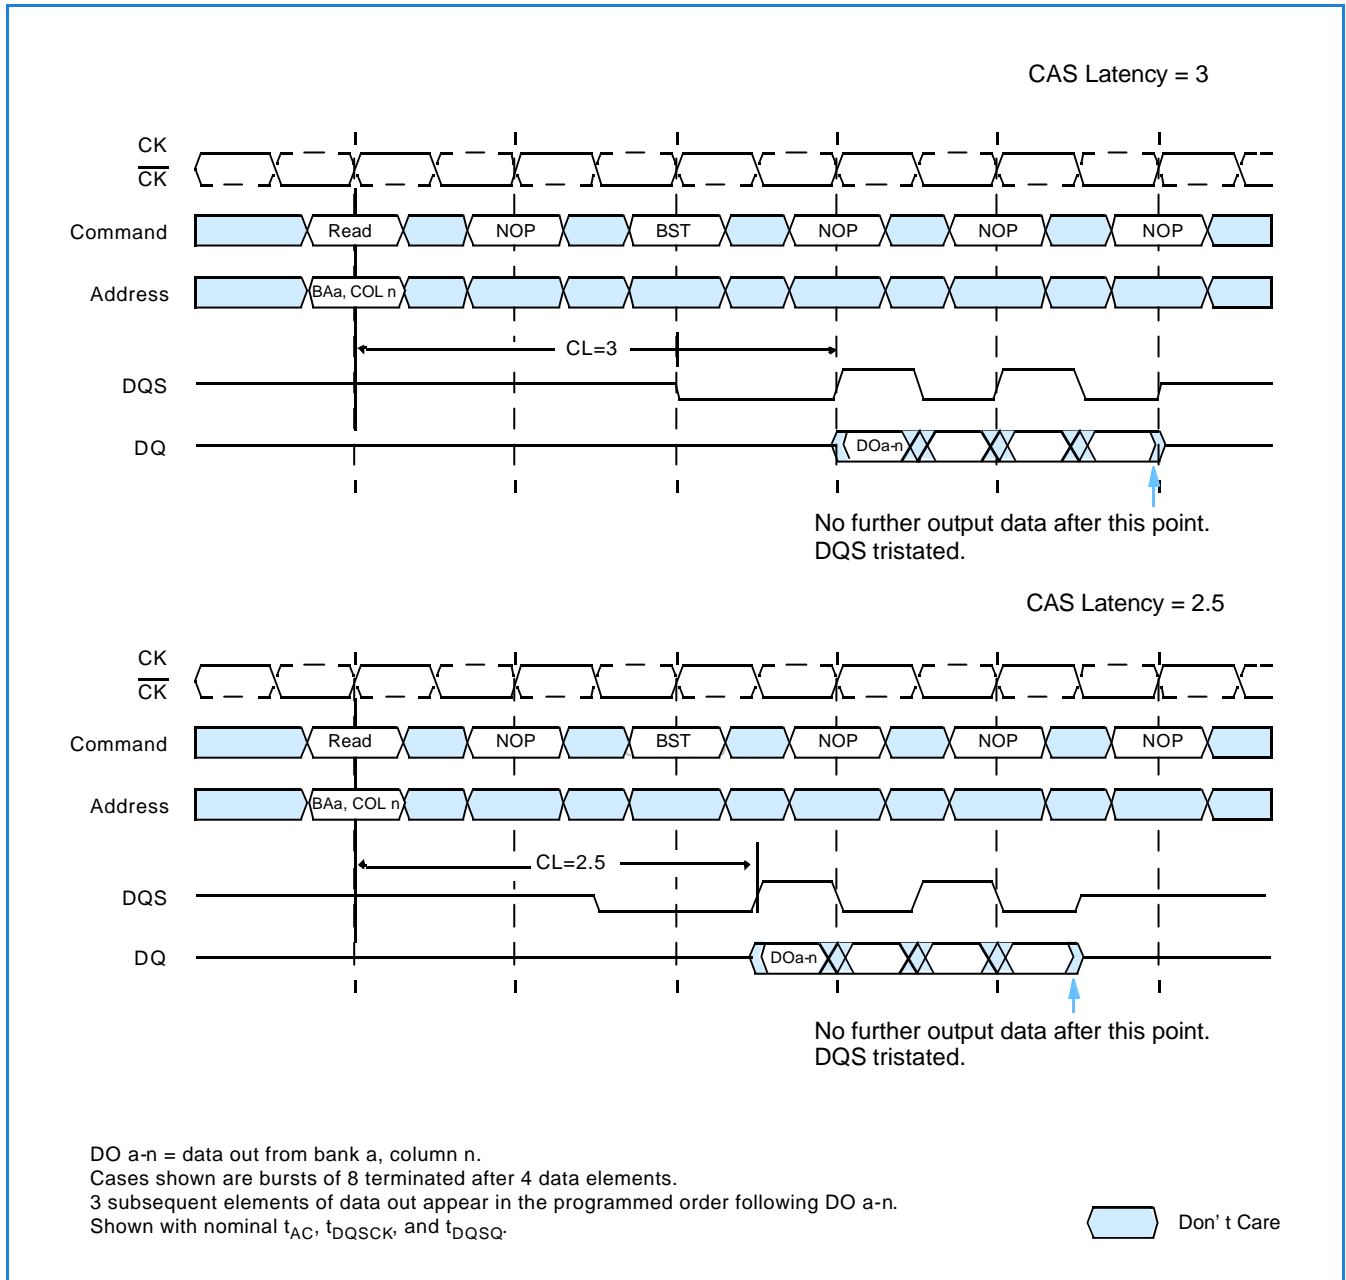 CAS Latency = 3
CK
CK
Command
Read
NOP
BST
NOP
NOP
NOP
Address
BAa, COL n
CL=3
DQS
DQ
DOa-n
No further output data after this point.
DQS tristated.
CAS Latency = 2.5
CK
CK
Command
Read
NOP
BST
NOP
NOP
NOP
Address
BAa, COL n
CL=2.5
DQS
DQ
DOa-n
No further output data after this point.
DQS tristated.
DO a-n = data out from bank a, column n.
Cases shown are bursts of 8 terminated after 4 data elements.
3 subsequent elements of data out appear in the programmed order following DO a-n.
Shown with nominal tAC, tDQSCK, and tDQSQ.
Don' t Care